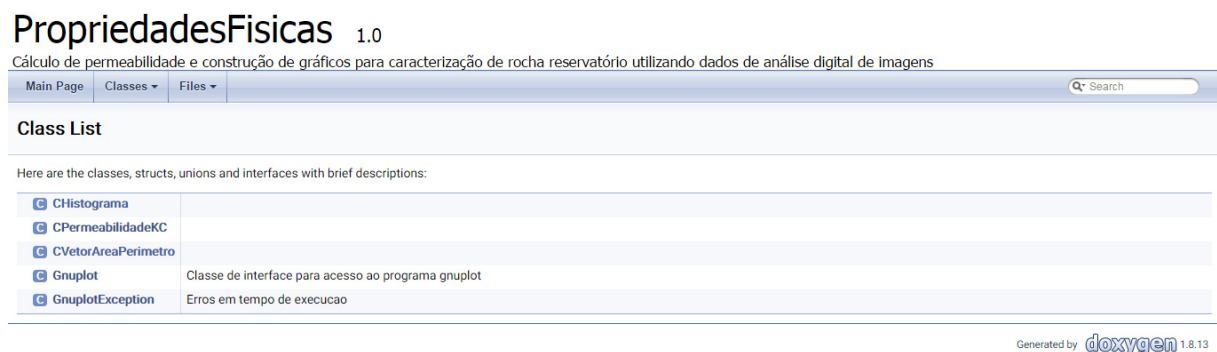 PropriedadesFisicas 1.0
Cálculo de permeabilidade e construção de gráficos para caracterização de rocha reservatório utilizando dados de análise digital de imagens
Main Page Classes Files Search
Class List
Here are the classes, structs, unions and interfaces with brief descriptions:
C CHistograma
C CPermeabilidadeKC
C CVetorAreaPerimetro
C Gnuplot Classe de interface para acesso ao programa gnuplot
C GnuplotException Erros em tempo de execucao
Generated by doxygen 1.8.13